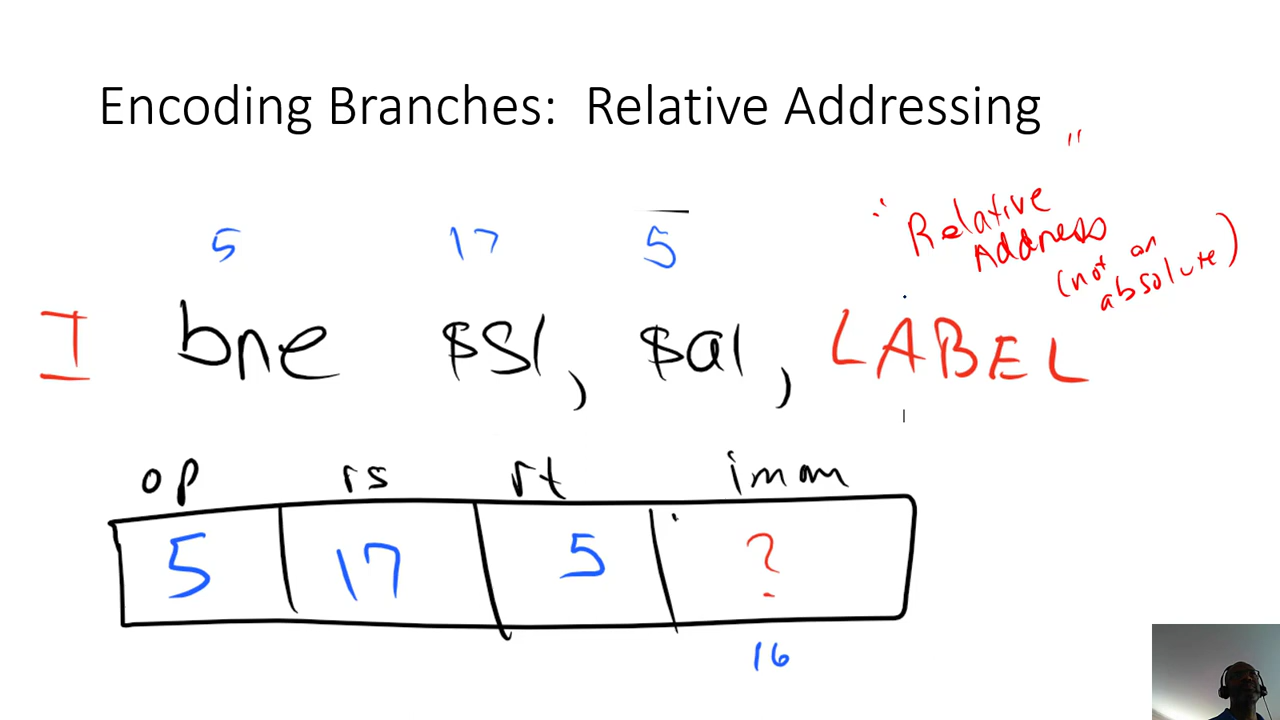 Encoding Branches: Relative Addressing
"Relative Address (not an absolute)"
5 17 5
I bne $s1, $a1, LABEL
op rs rt imm
5 17 5 ?
16